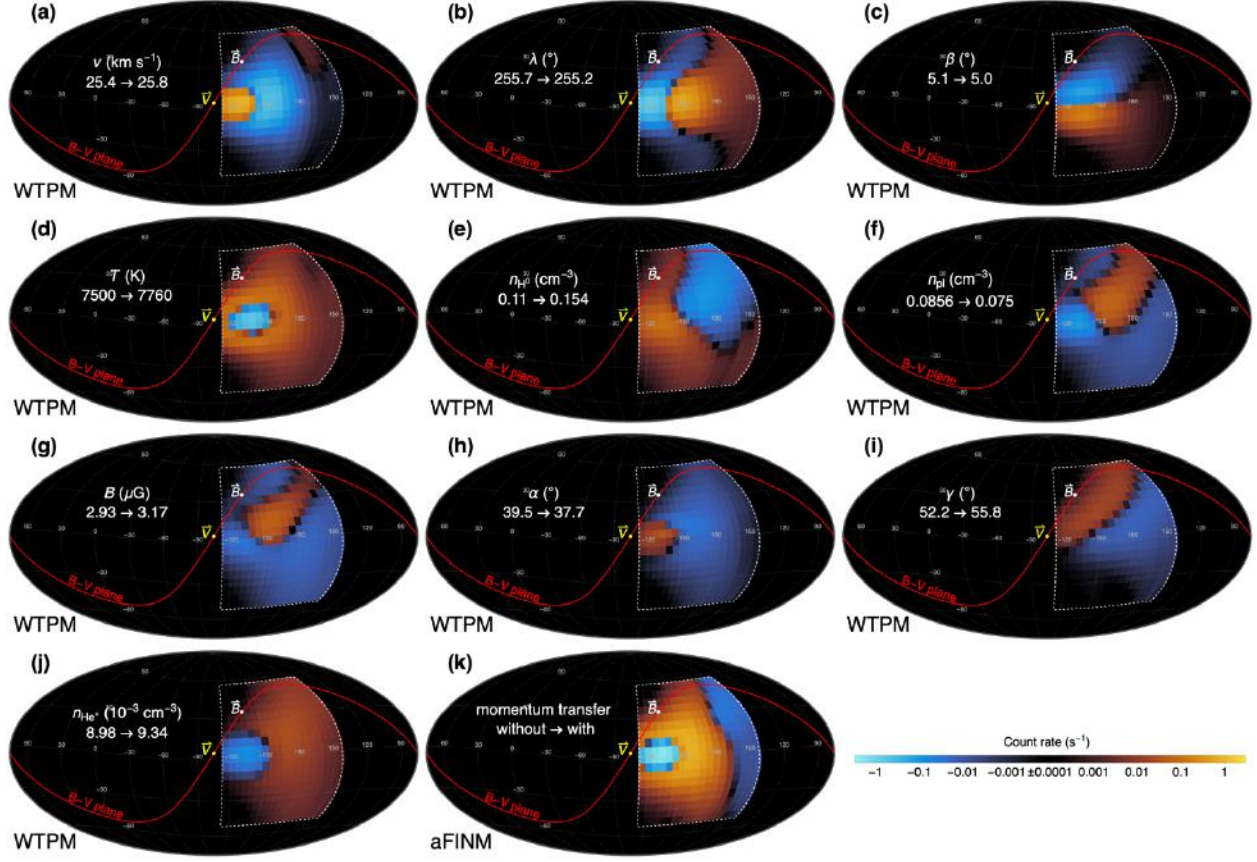 (a)
v (km s⁻¹)
25.4 → 25.8
B
V
B–V plane
WTPM
(b)
λ (°)
255.7 → 255.2
B
V
B–V plane
WTPM
(c)
β (°)
5.1 → 5.0
B
V
B–V plane
WTPM
(d)
T (K)
7500 → 7760
B
V
B–V plane
WTPM
(e)
n_H⁰ (cm⁻³)
0.11 → 0.154
B
V
B–V plane
WTPM
(f)
n_pl (cm⁻³)
0.0856 → 0.075
B
V
B–V plane
WTPM
(g)
B (μG)
2.93 → 3.17
B
V
B–V plane
WTPM
(h)
α (°)
39.5 → 37.7
B
V
B–V plane
WTPM
(i)
γ (°)
52.2 → 55.8
B
V
B–V plane
WTPM
(j)
n_He⁺ (10⁻³ cm⁻³)
8.98 → 9.34
B
V
B–V plane
WTPM
(k)
momentum transfer
without → with
B
V
B–V plane
aFINM
Count rate (s⁻¹)
-1 -0.1 -0.01 -0.001 ±0.0001 0.001 0.01 0.1 1